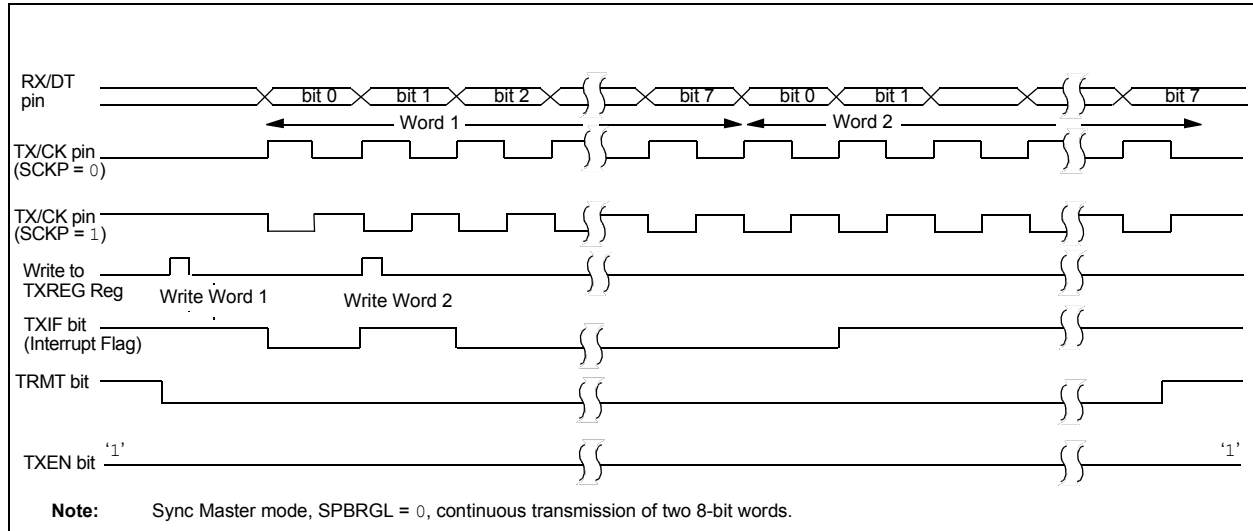 RX/DT
pin
bit 0 bit 1 bit 2 bit 7 bit 0 bit 1 bit 7
Word 1 Word 2
TX/CK pin
(SCKP = 0)
TX/CK pin
(SCKP = 1)
Write to
TXREG Reg
Write Word 1 Write Word 2
TXIF bit
(Interrupt Flag)
TRMT bit
TXEN bit ‘1’ ‘1’
Note: Sync Master mode, SPBRGL = 0, continuous transmission of two 8-bit words.